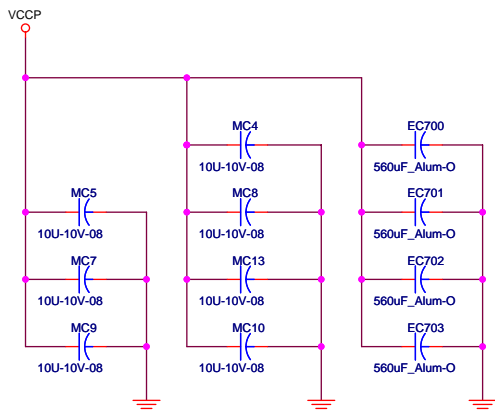 VCCP
MC4
10U-10V-08
EC700
560uF_Alum-O
MC5
10U-10V-08
MC8
10U-10V-08
EC701
560uF_Alum-O
MC7
10U-10V-08
MC13
10U-10V-08
EC702
560uF_Alum-O
MC9
10U-10V-08
MC10
10U-10V-08
EC703
560uF_Alum-O